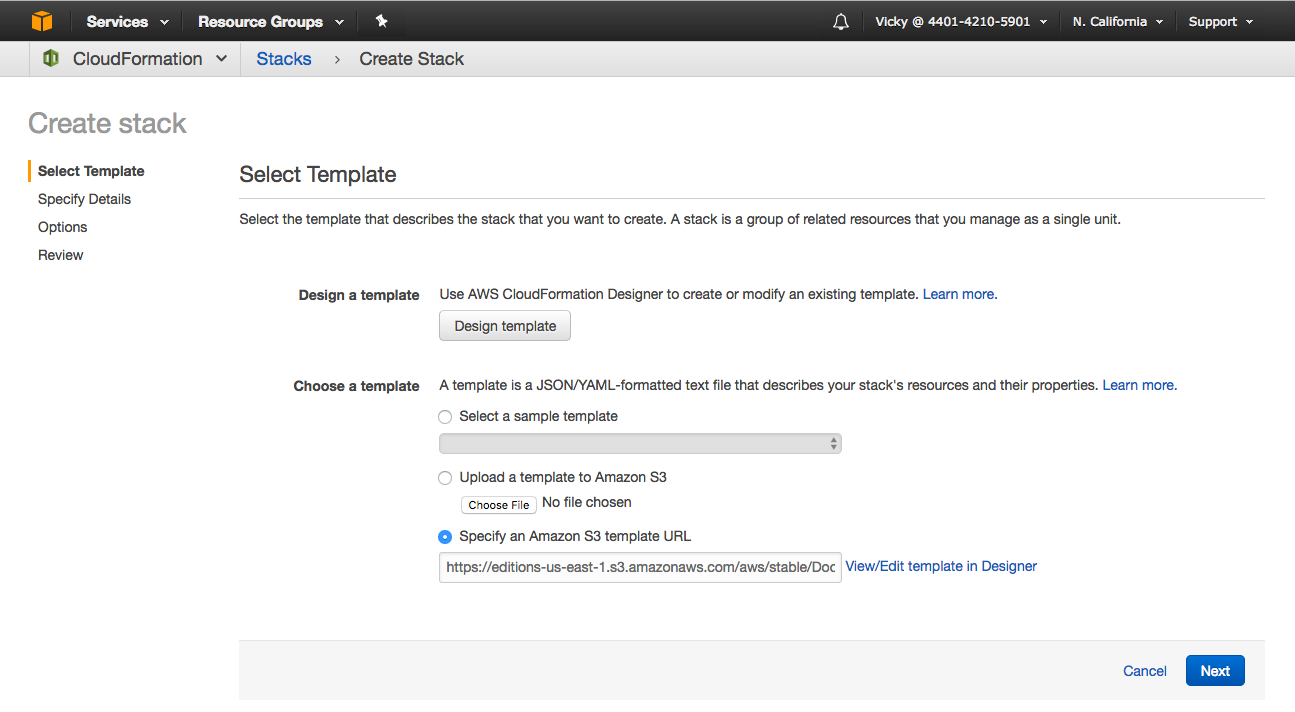 Services Resource Groups Vicky @ 4401-4210-5901 N. California Support
CloudFormation Stacks › Create Stack
Create stack
Select Template
Specify Details
Options
Review
Select Template
Select the template that describes the stack that you want to create. A stack is a group of related resources that you manage as a single unit.
Design a template Use AWS CloudFormation Designer to create or modify an existing template. Learn more.
Design template
Choose a template A template is a JSON/YAML-formatted text file that describes your stack's resources and their properties. Learn more.
Select a sample template
Upload a template to Amazon S3
Choose File No file chosen
Specify an Amazon S3 template URL
https://editions-us-east-1.s3.amazonaws.com/aws/stable/Doc View/Edit template in Designer
Cancel Next